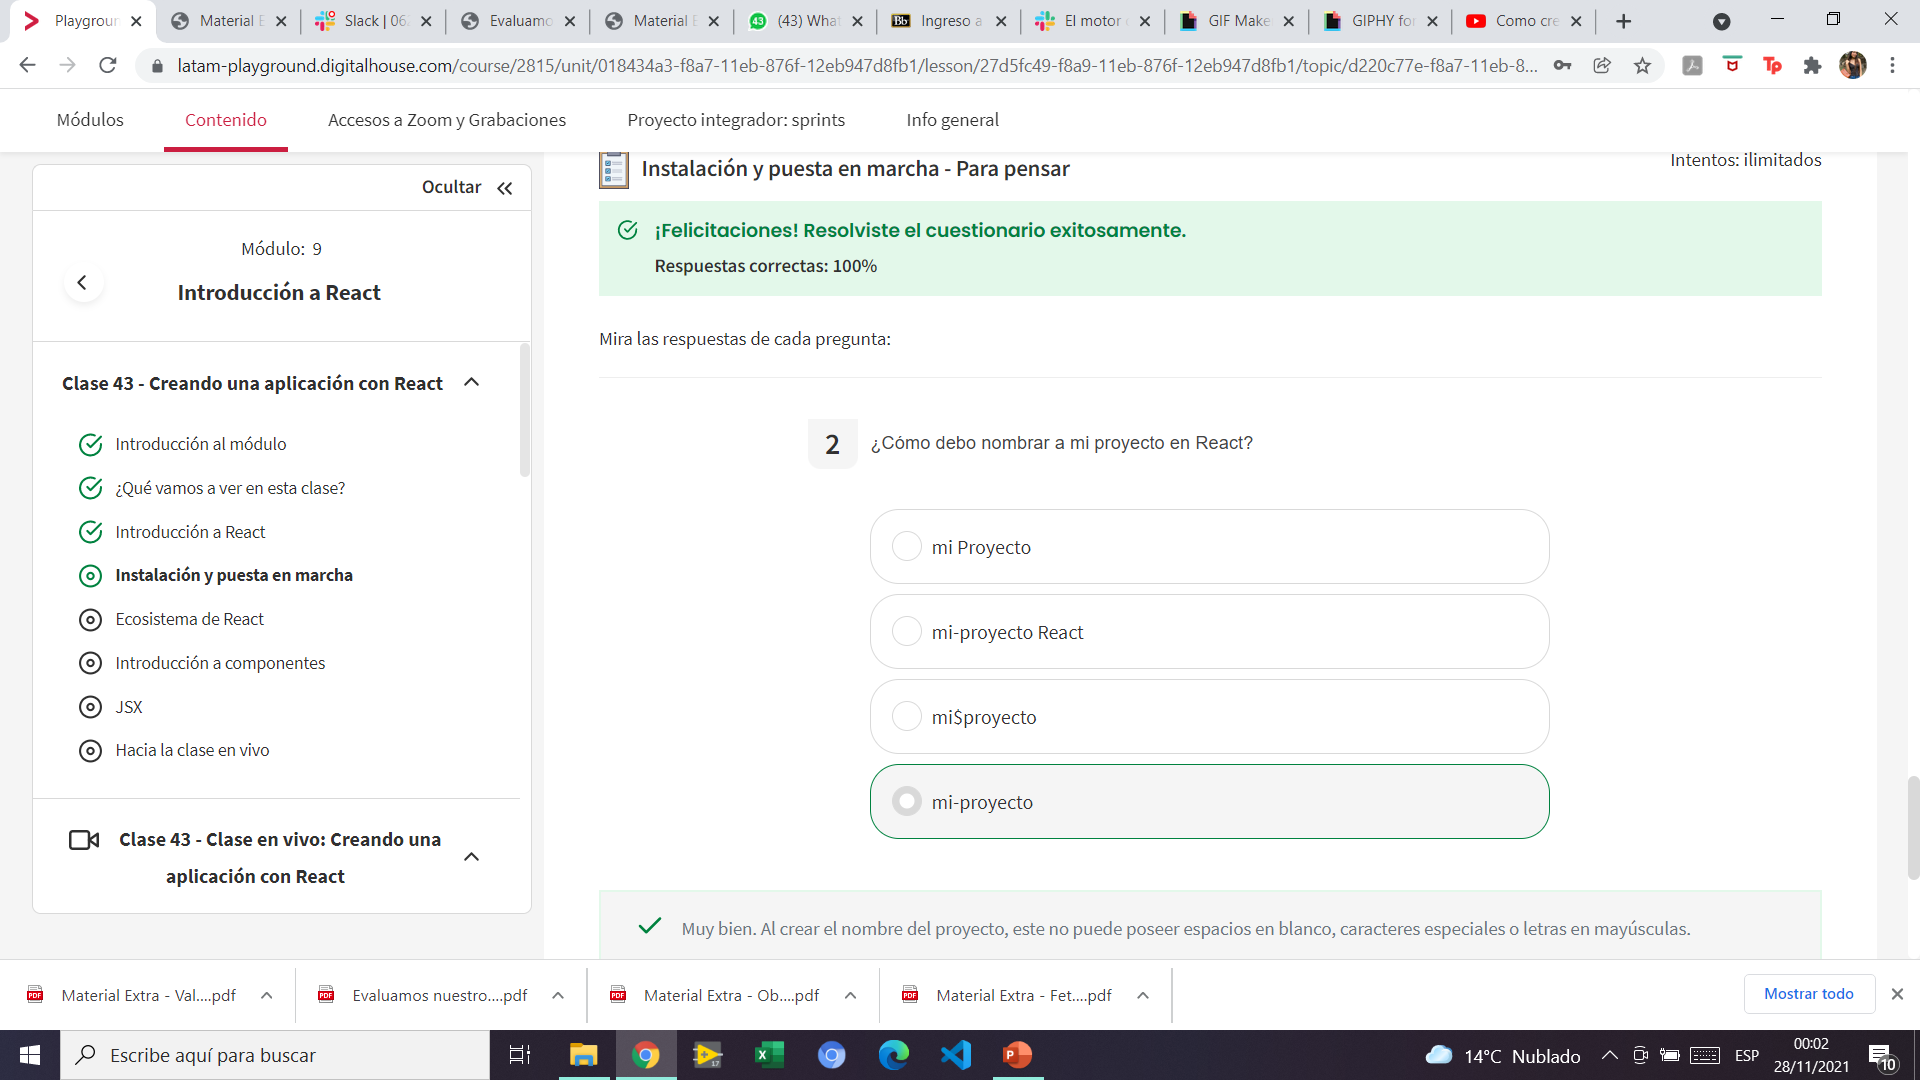 Playgroun
Material E
Slack | 062
Evaluamo
Material E
(43) What
Ingreso a
El motor
GIF Make
GIPHY for
Como cre
latam-playground.digitalhouse.com/course/2815/unit/018434a3-f8a7-11eb-876f-12eb947d8fb1/lesson/27d5fc49-f8a9-11eb-876f-12eb947d8fb1/topic/d220c77e-f8a7-11eb-8...
Módulos
Contenido
Accesos a Zoom y Grabaciones
Proyecto integrador: sprints
Info general
Ocultar
Módulo: 9
Introducción a React
Clase 43 - Creando una aplicación con React
Introducción al módulo
¿Qué vamos a ver en esta clase?
Introducción a React
Instalación y puesta en marcha
Ecosistema de React
Introducción a componentes
JSX
Hacia la clase en vivo
Clase 43 - Clase en vivo: Creando una
aplicación con React
Instalación y puesta en marcha - Para pensar
Intentos: ilimitados
¡Felicitaciones! Resolviste el cuestionario exitosamente.
Respuestas correctas: 100%
Mira las respuestas de cada pregunta:
2 ¿Cómo debo nombrar a mi proyecto en React?
mi Proyecto
mi-proyecto React
mi$proyecto
mi-proyecto
Muy bien. Al crear el nombre del proyecto, este no puede poseer espacios en blanco, caracteres especiales o letras en mayúsculas.
Material Extra - Val....pdf
Evaluamos nuestro....pdf
Material Extra - Ob....pdf
Material Extra - Fet....pdf
Mostrar todo
Escribe aquí para buscar
14°C Nublado
ESP
00:02
28/11/2021
10